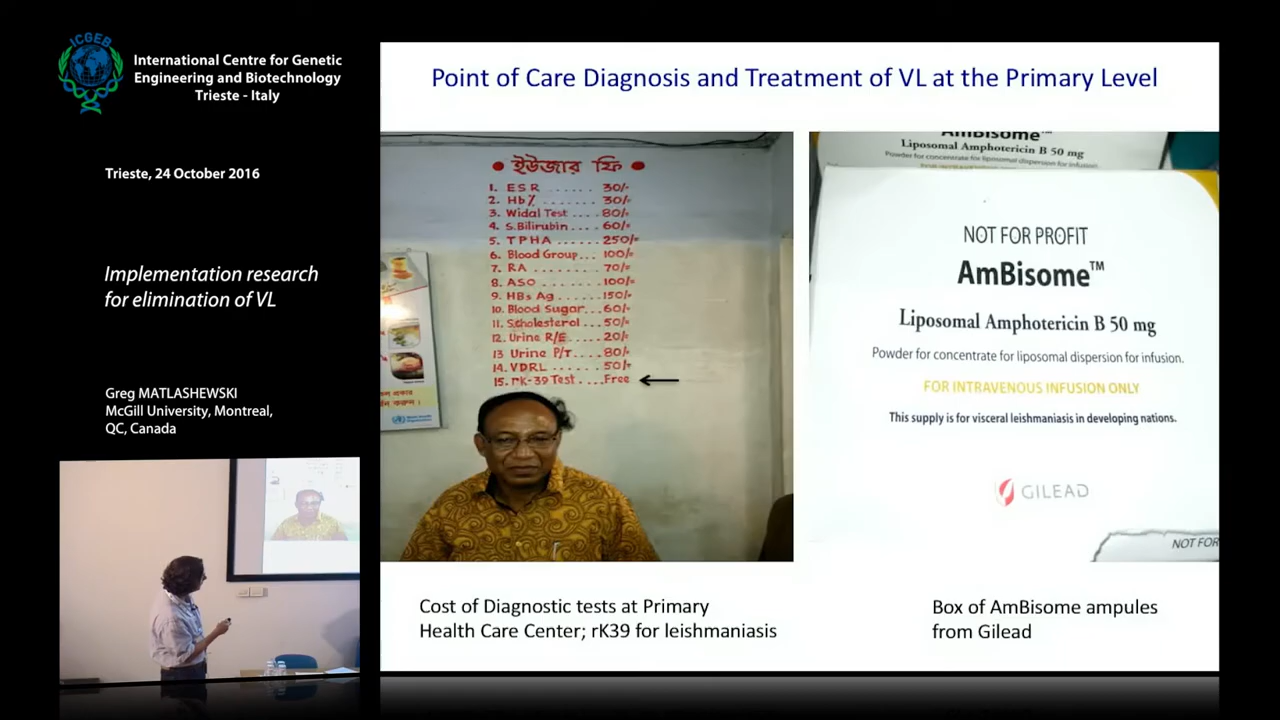 ICGEB
International Centre for Genetic
Engineering and Biotechnology
Trieste - Italy
Trieste, 24 October 2016
Implementation research
for elimination of VL
Greg MATLASHEWSKI
McGill University, Montreal,
QC, Canada
Point of Care Diagnosis and Treatment of VL at the Primary Level
ইউজার ফ্রি
1. ESR ...... 30/-
2. Hb% ...... 30/-
3. Widal Test .... 80/=
4. S.Bilirubin .... 60/=
5. TPHA ...... 250/=
6. Blood Group... 100/=
7. RA ....... 70/=
8. ASO ....... 100/=
9. HBs Ag .... 150/=
10. Blood Sugar... 60/=
11. S.Cholesterol ... 50/=
12. Urine R/E ..... 20/=
13 Urine P/T.... 80/-
14. VDRL ..... 50/=
15. rK-39 Test .... Free
AmBisome™
Liposomal Amphotericin B 50 mg
Powder for concentrate for liposomal dispersion for infusion.
NOT FOR PROFIT
AmBisome™
Liposomal Amphotericin B 50 mg
Powder for concentrate for liposomal dispersion for infusion.
FOR INTRAVENOUS INFUSION ONLY
This supply is for visceral leishmaniasis in developing nations.
GILEAD
NOT FOR
Cost of Diagnostic tests at Primary
Health Care Center; rK39 for leishmaniasis
Box of AmBisome ampules
from Gilead